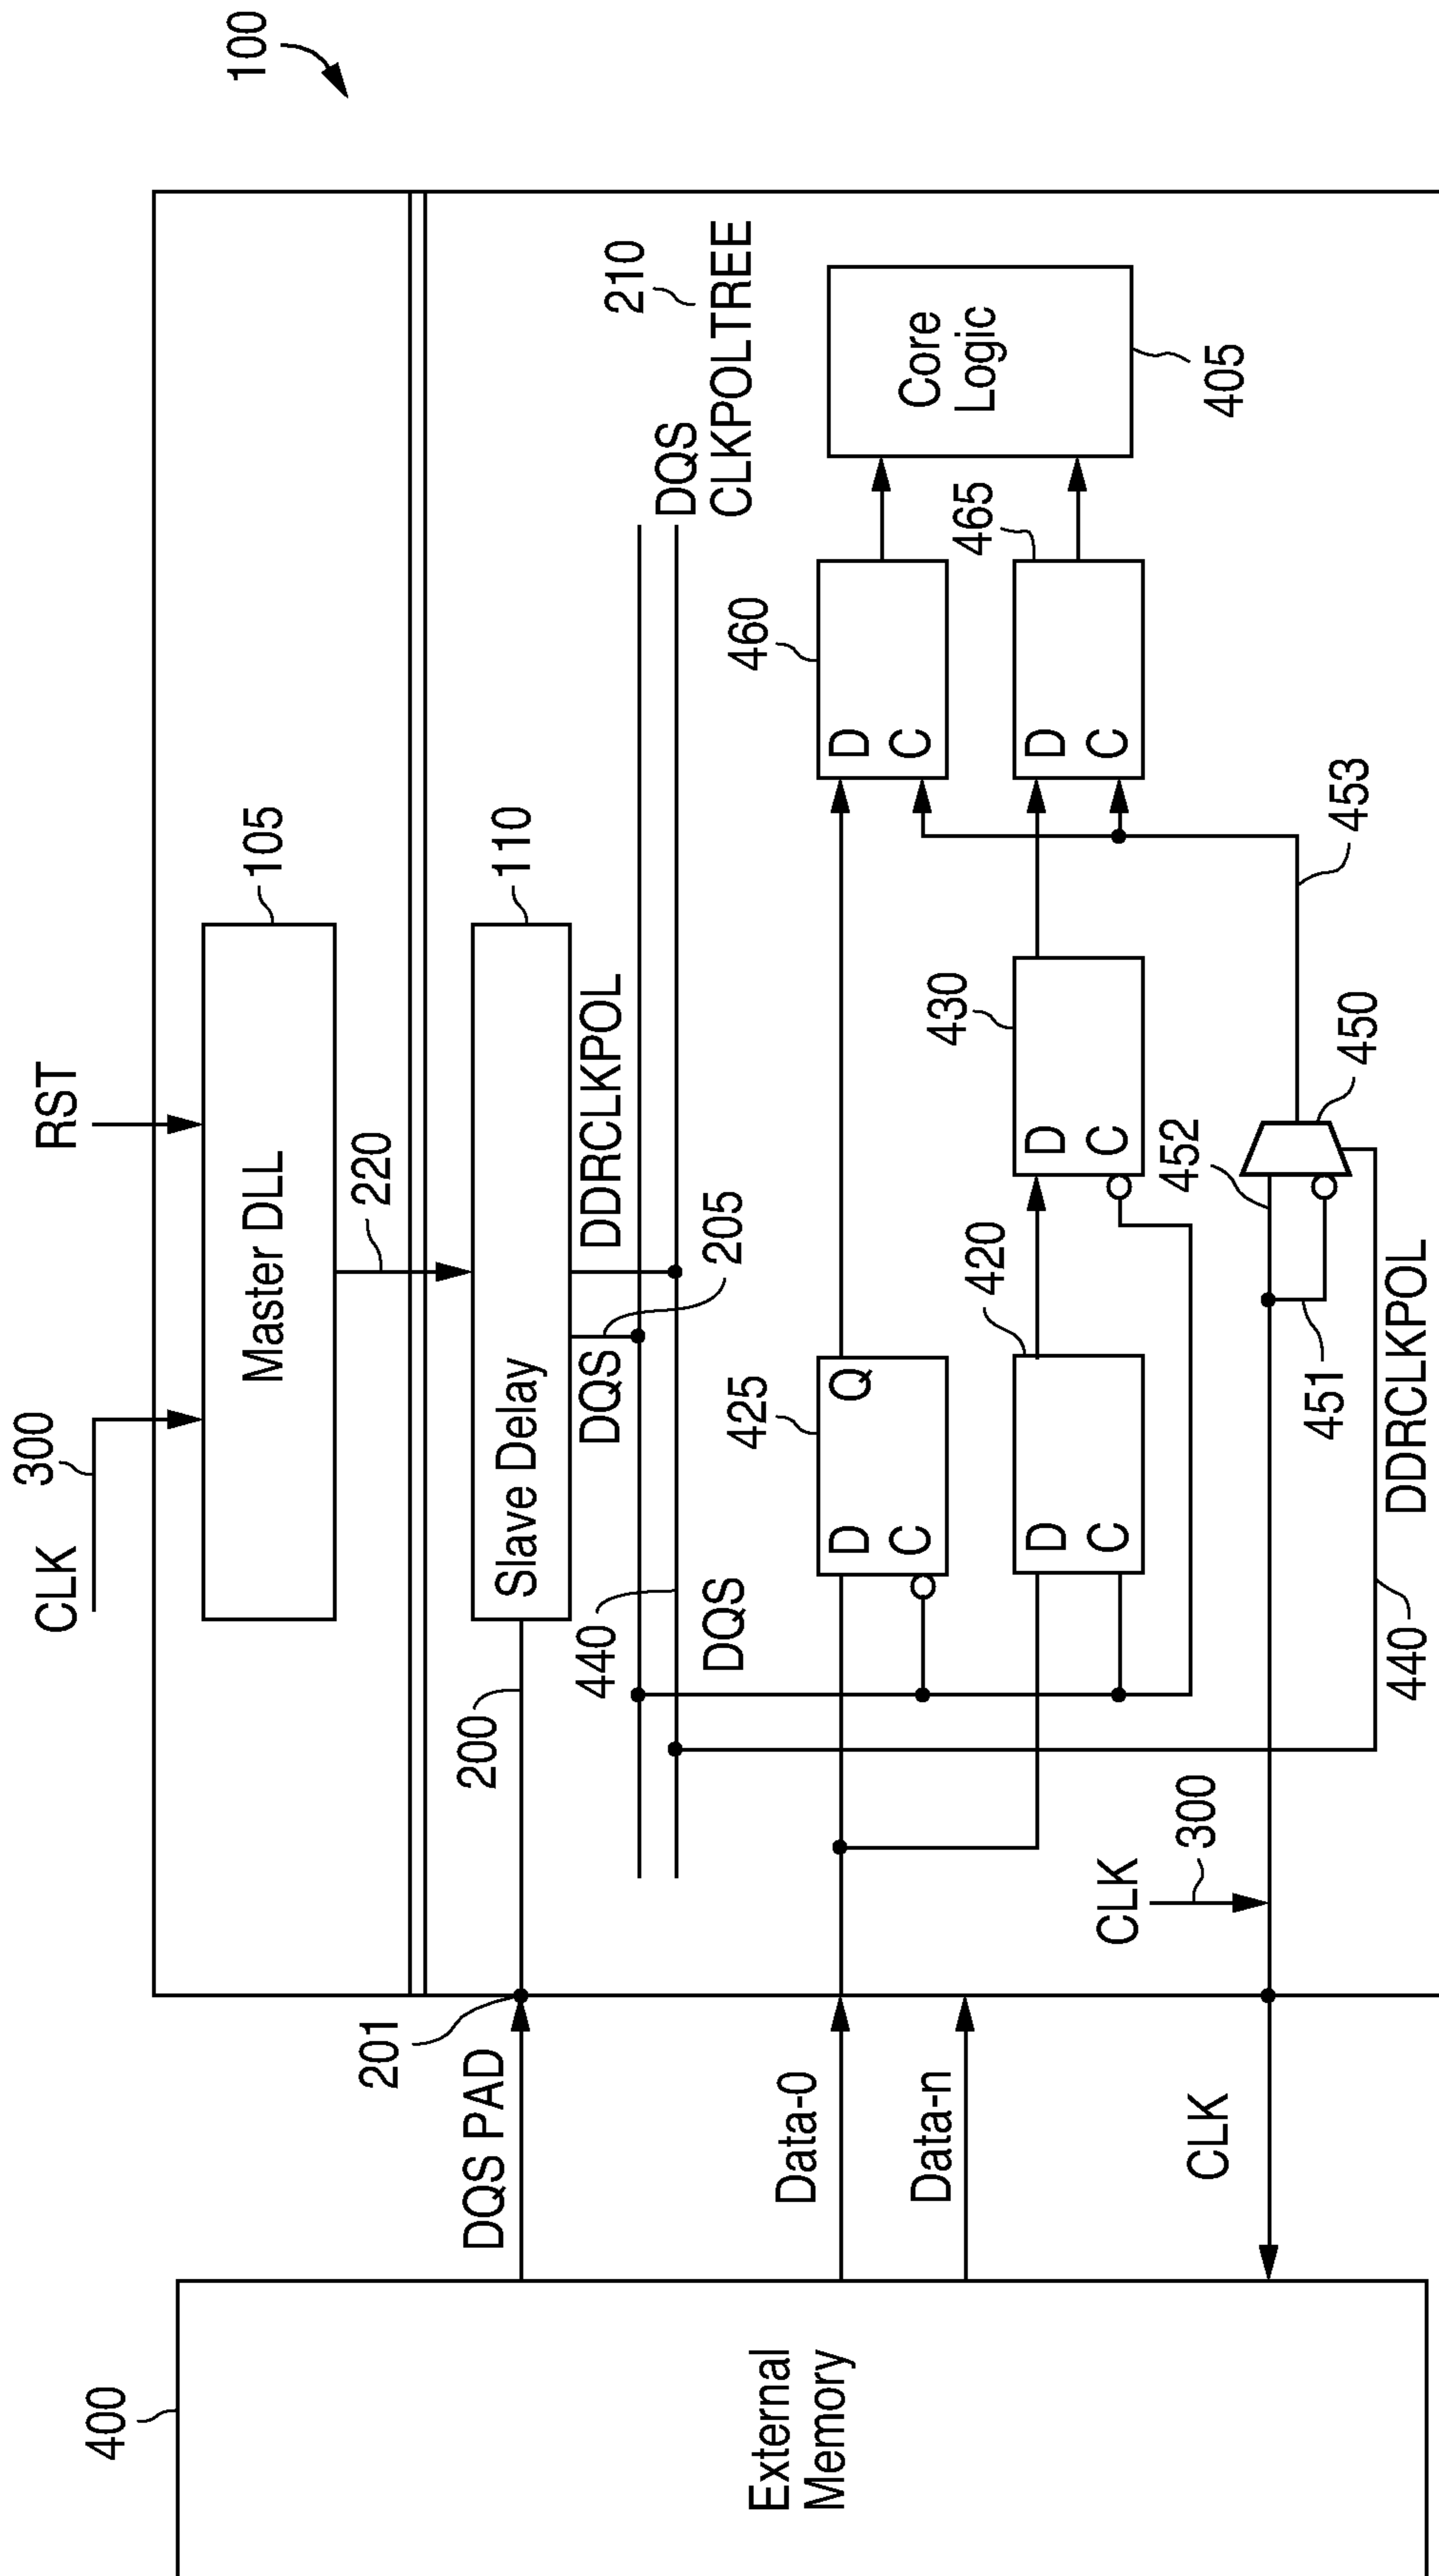 100
CLK
300
RST
Master DLL
105
220
200
Slave Delay
110
DQS
DDRCLKPOL
205
440
DQS
CLKPOLTREE
210
DQS
201
DQS PAD
400
External
Memory
Data-0
Data-n
CLK
CLK
300
425
D
C
Q
420
D
C
430
D
C
460
D
C
465
D
C
Core
Logic
405
451
452
450
453
440
DDRCLKPOL